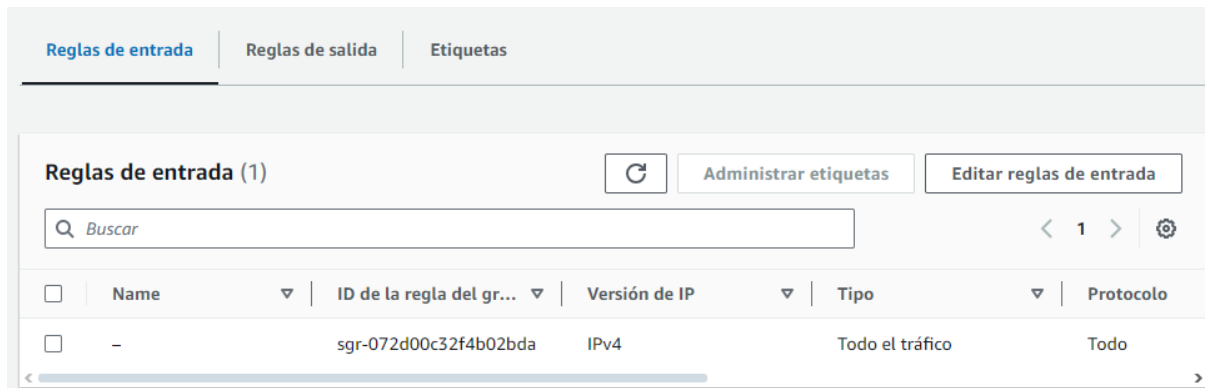 Reglas de entrada Reglas de salida Etiquetas
Reglas de entrada (1) Administrar etiquetas Editar reglas de entrada
Buscar 1
Name ID de la regla del gr... Versión de IP Tipo Protocolo
– sgr-072d00c32f4b02bda IPv4 Todo el tráfico Todo